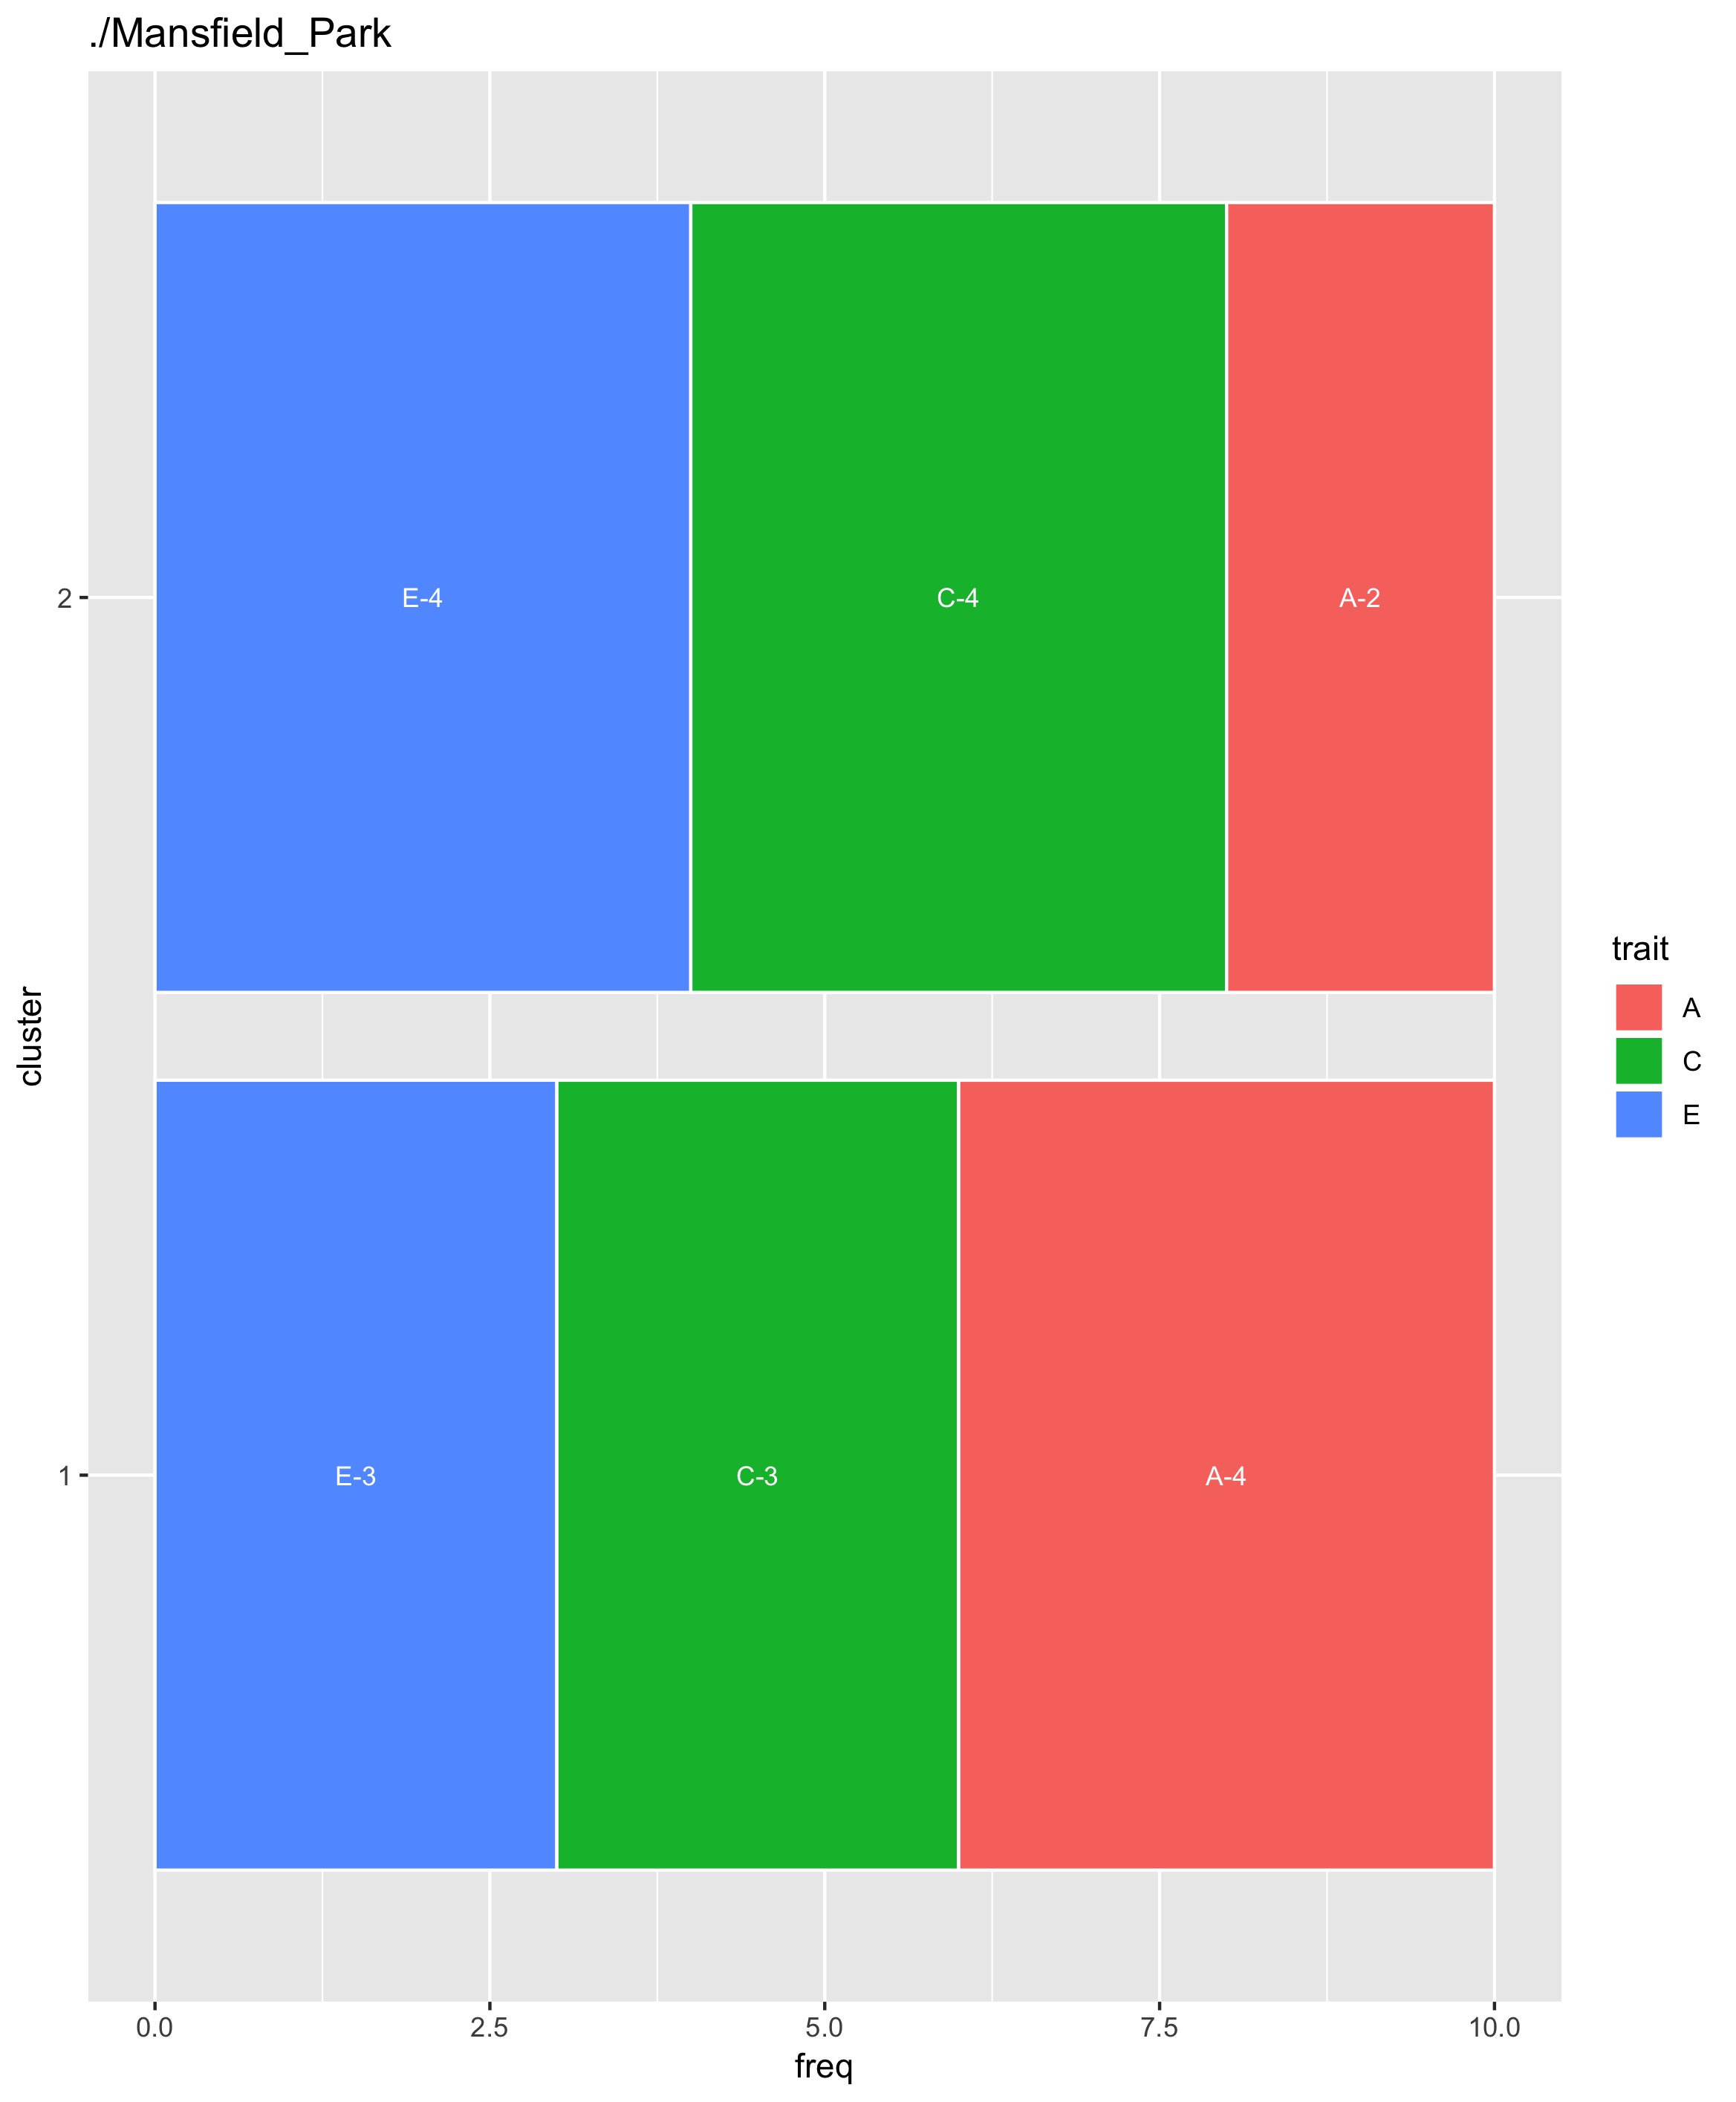 ./Mansfield_Park
cluster
2
E-4
C-4
A-2
1
E-3
C-3
A-4
0.0
2.5
5.0
7.5
10.0
freq
trait
A
C
E